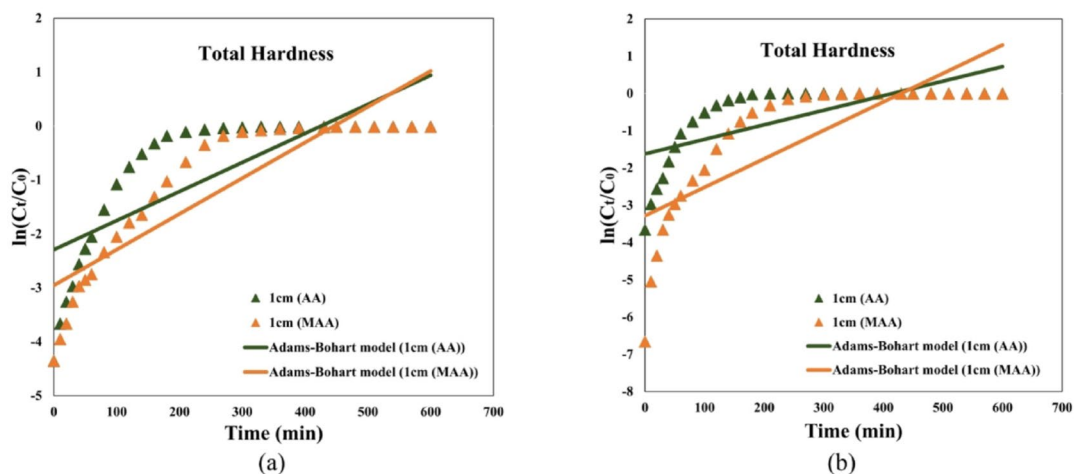 Total Hardness
2
1
0
-1
-2
-3
-4
-5
ln(Ct/C0)
1cm (AA)
1cm (MAA)
Adams-Bohart model (1cm (AA))
Adams-Bohart model (1cm (MAA))
0 100 200 300 400 500 600 700
Time (min)
(a)
Total Hardness
2
1
0
-1
-2
-3
-4
-5
-6
-7
-8
ln(Ct/C0)
1cm (AA)
1cm (MAA)
Adams-Bohart model (1cm (AA))
Adams-Bohart model (1cm (MAA))
0 100 200 300 400 500 600 700
Time (min)
(b)